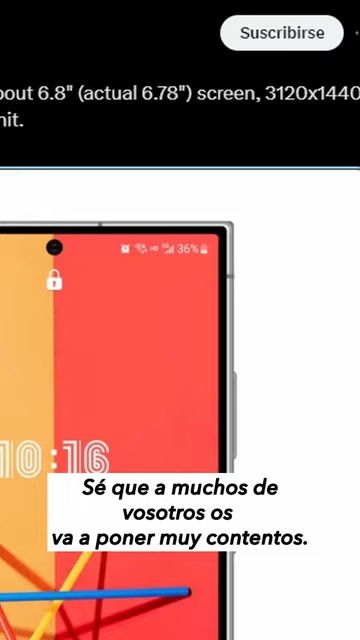 Suscribirse
bout 6.8" (actual 6.78") screen, 3120x1440
nit.
36%
10:16
Sé que a muchos de
vosotros os
va a poner muy contentos.